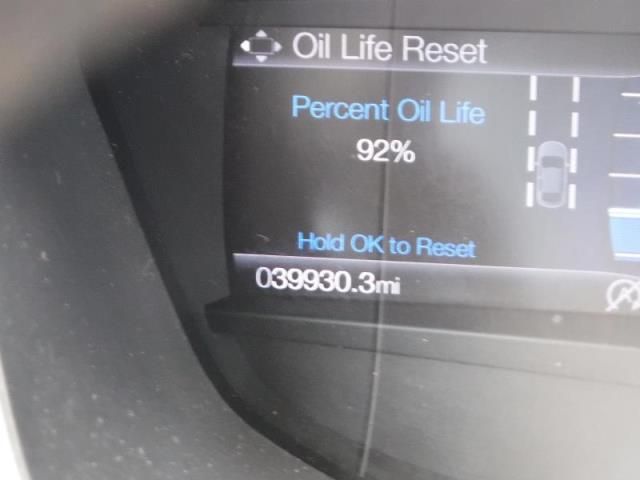 Oil Life Reset
Percent Oil Life
92%
Hold OK to Reset
039930.3mi